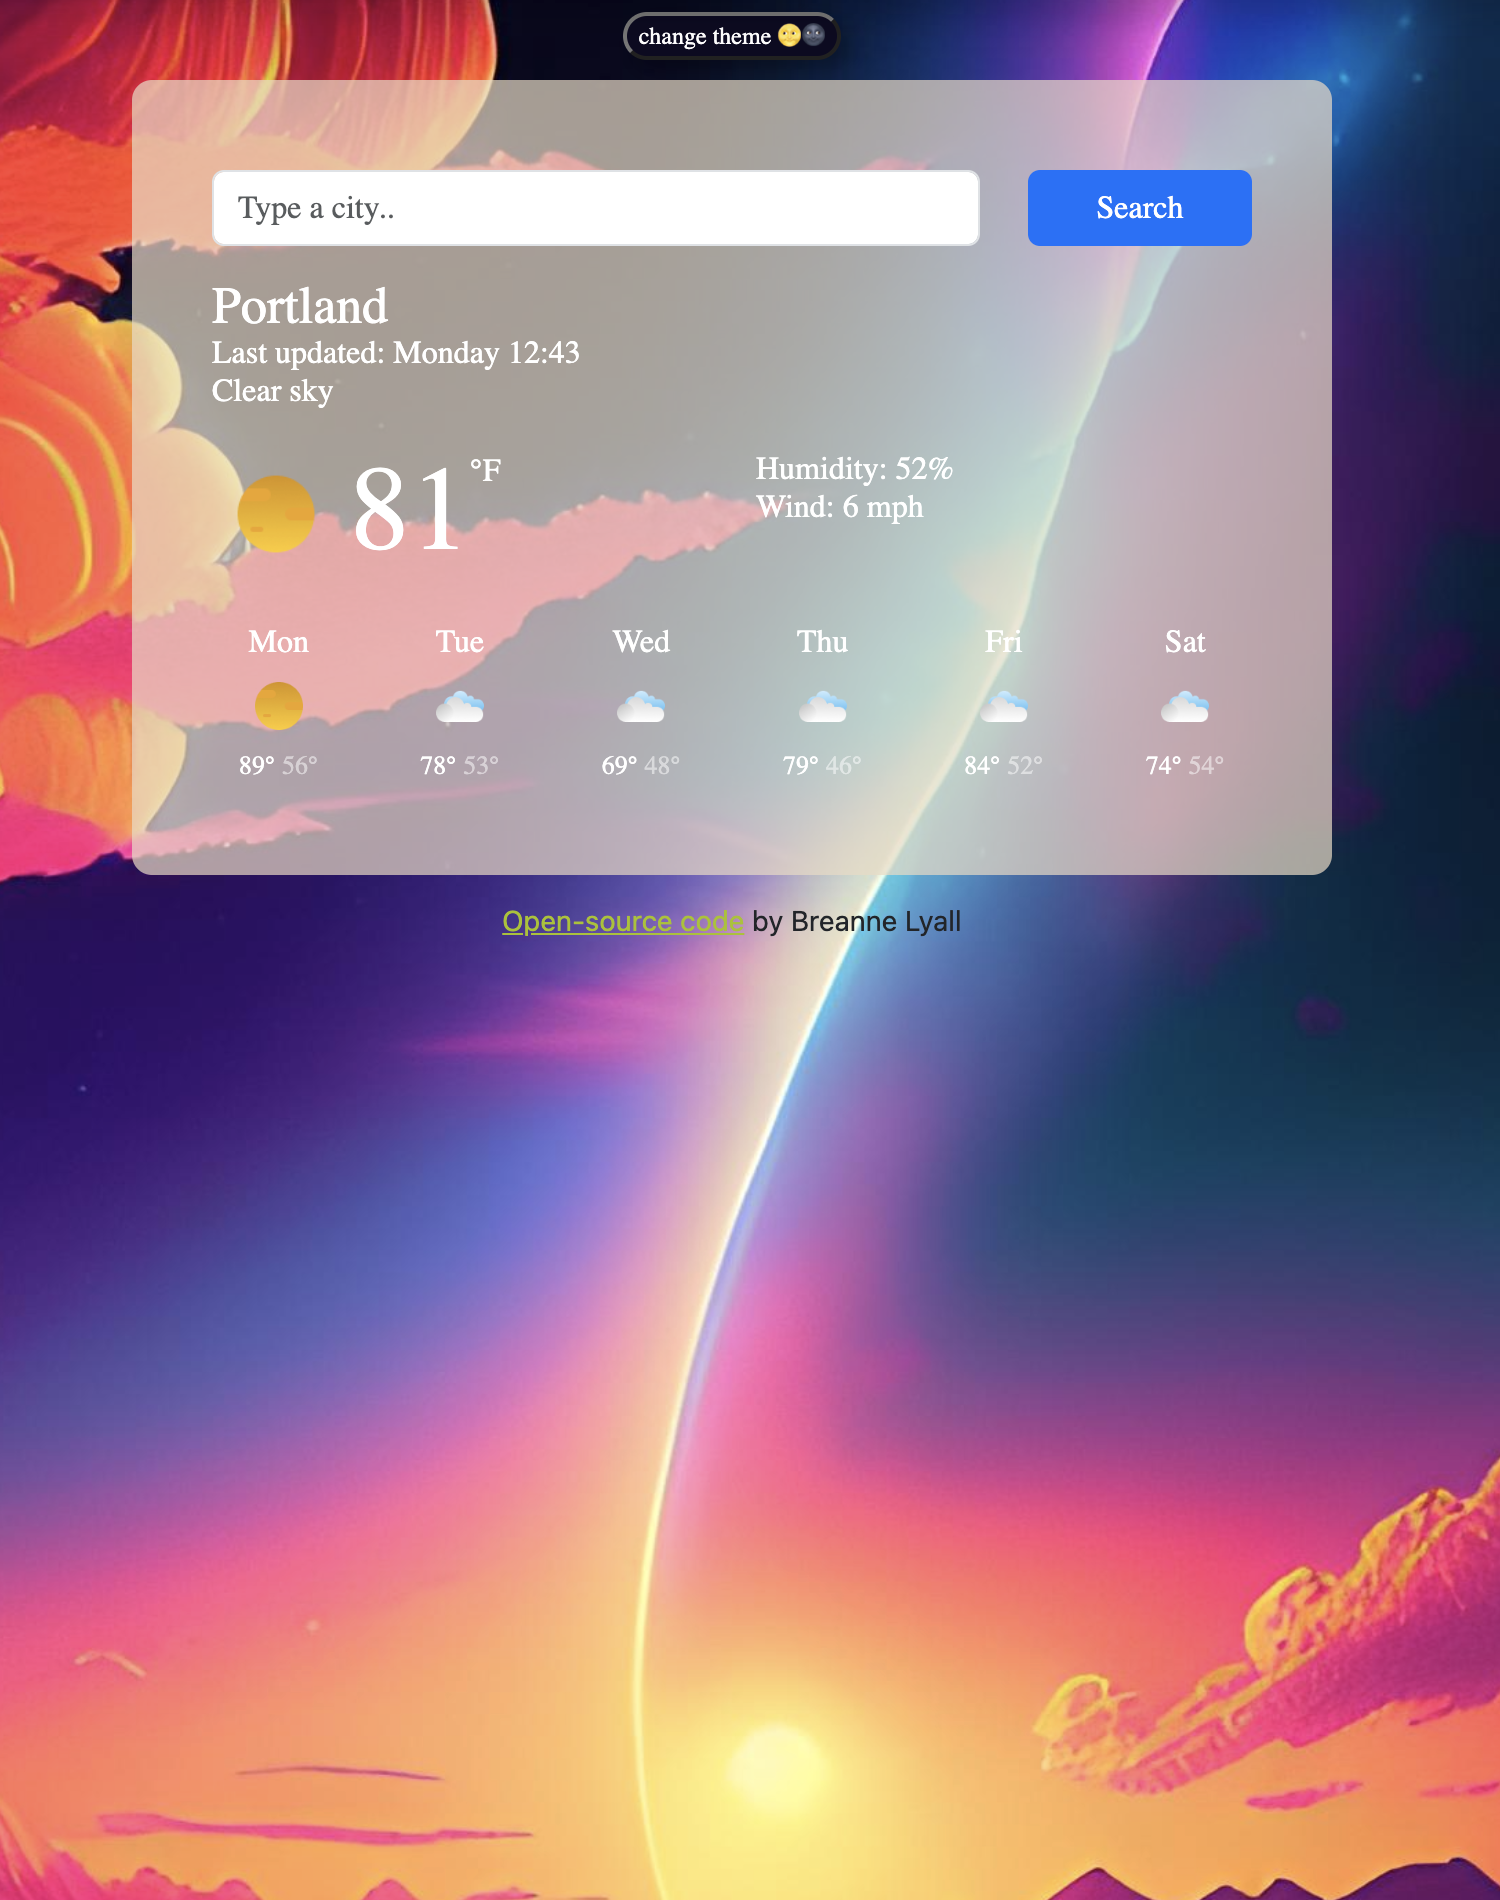 change theme 🌝🌚
Type a city..
Search
Portland
Last updated: Monday 12:43
Clear sky
81 °F
Humidity: 52%
Wind: 6 mph
Mon Tue Wed Thu Fri Sat
89° 56° 78° 53° 69° 48° 79° 46° 84° 52° 74° 54°
Open-source code by Breanne Lyall